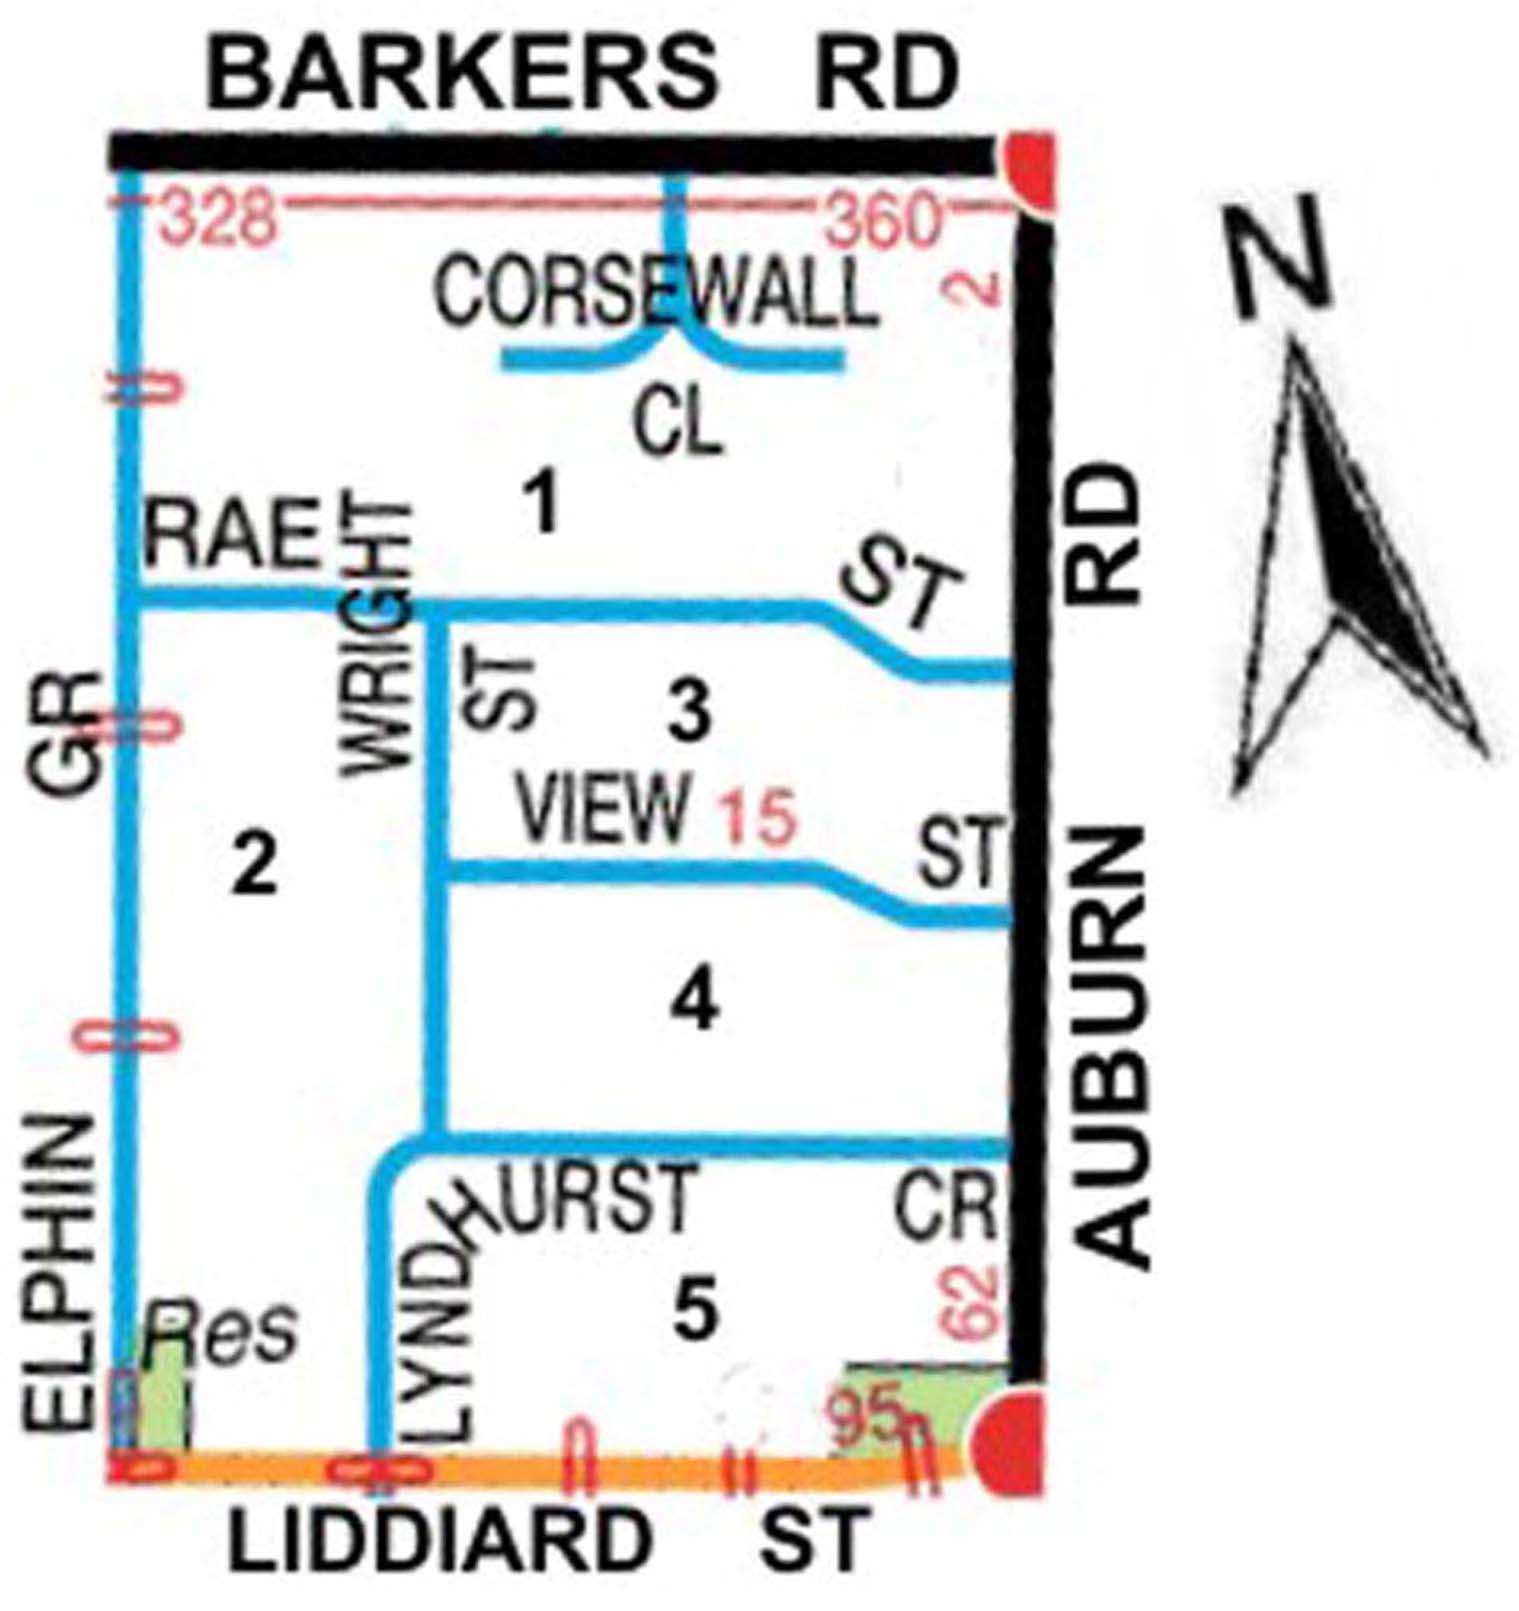 BARKERS RD
328
360
N
CORSEWALL
2
CL
1
RAE
WRIGHT
ST
RD
ST
3
GR
VIEW 15
ST
2
AUBURN
4
ELPHIN
LYNDHURST
CR
62
5
Res
95
LIDDIARD ST